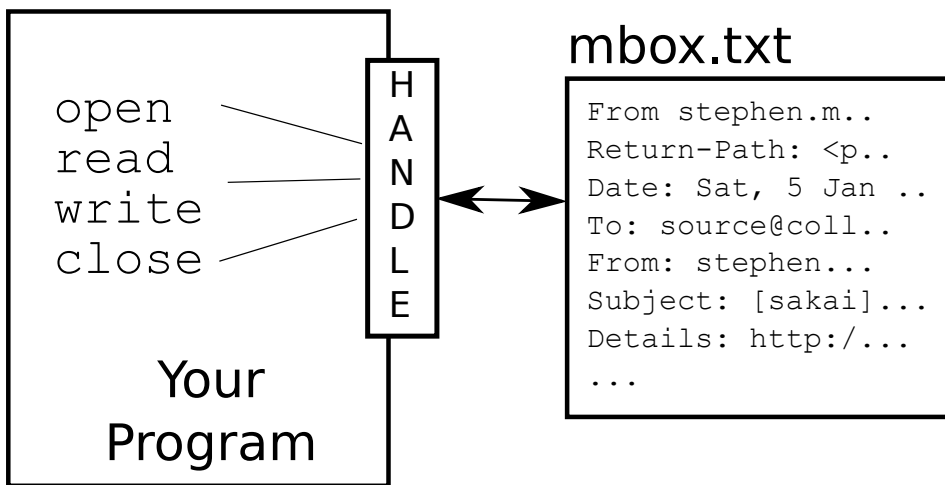 open
read
write
close
Your
Program
HANDLE
mbox.txt
From stephen.m..
Return-Path: <p..
Date: Sat, 5 Jan ..
To: source@coll..
From: stephen...
Subject: [sakai]...
Details: http:/...
...